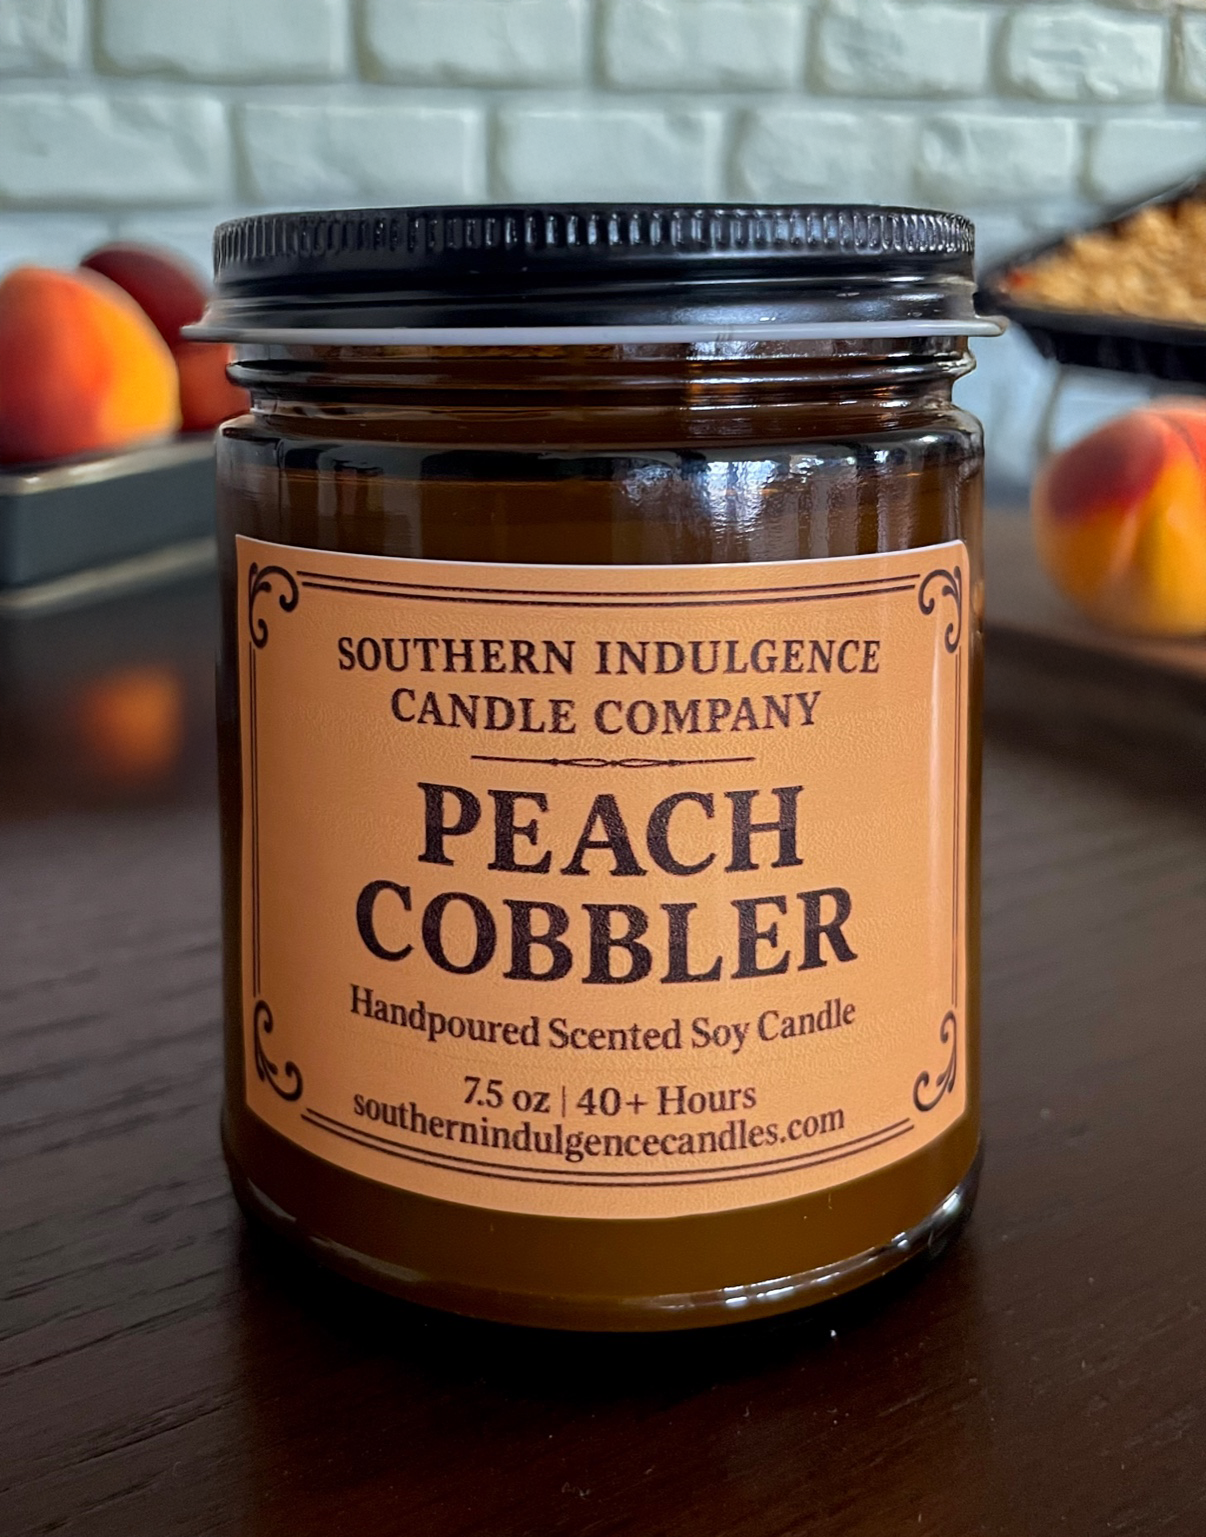 SOUTHERN INDULGENCE
CANDLE COMPANY
PEACH
COBBLER
Handpoured Scented Soy Candle
7.5 oz | 40+ Hours
southernindulgencecandles.com